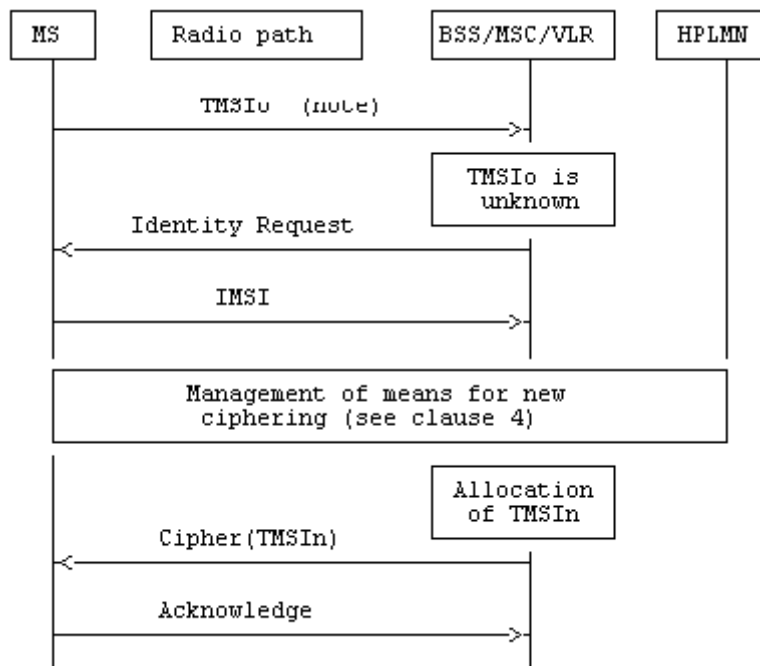 MS
Radio path
BSS/MSC/VLR
HPLMN
TMSIo (note)
TMSIo is
unknown
Identity Request
IMSI
Management of means for new
ciphering (see clause 4)
Allocation
of TMSIn
Cipher(TMSIn)
Acknowledge